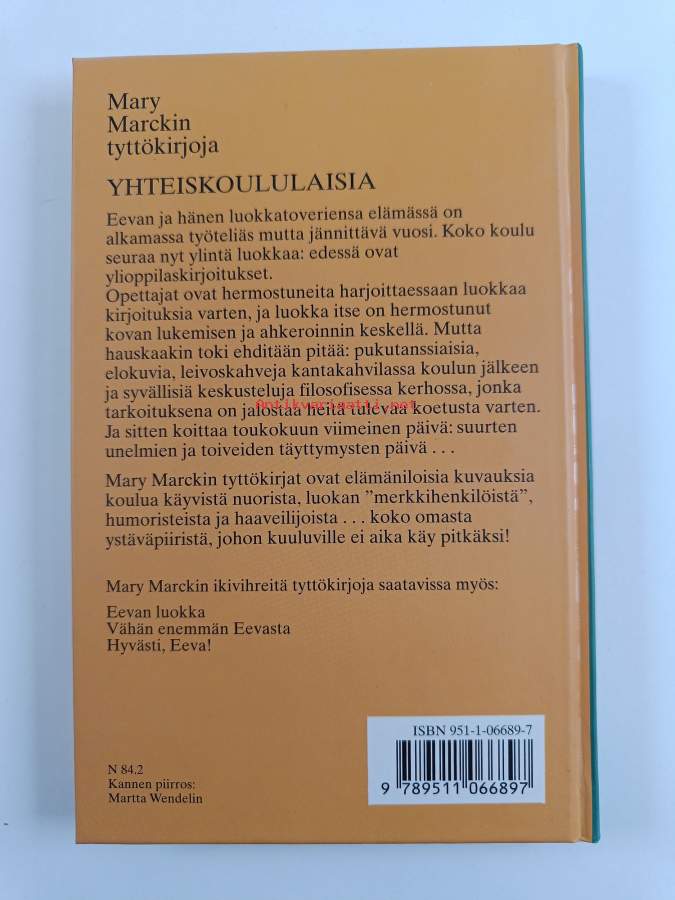 Mary
Marckin
tyttökirjoja
YHTEISKOULULAISIA
Eevan ja hänen luokkatoveriensa elämässä on
alkamassa työteliäs mutta jännittävä vuosi. Koko koulu
seuraa nyt ylintä luokkaa: edessä ovat
ylioppilaskirjoitukset.
Opettajat ovat hermostuneita harjoittaessaan luokkaa
kirjoituksia varten, ja luokka itse on hermostunut
kovan lukemisen ja ahkeroinnin keskellä. Mutta
hauskaakin toki ehditään pitää: pukutanssiaisia,
elokuvia, leivoskahveja kantakahvilassa koulun jälkeen
ja syvällisiä keskusteluja filosofisessa kerhossa, jonka
Antikvariaatti.net
tarkoituksena on jalostaa heitä tulevaa koetusta varten.
Ja sitten koittaa toukokuun viimeinen päivä: suurten
unelmien ja toiveiden täyttymysten päivä . . .
Mary Marckin tyttökirjat ovat elämäniloisia kuvauksia
koulua käyvistä nuorista, luokan ”merkkihenkilöistä”,
humoristeista ja haaveilijoista . . . koko omasta
ystäväpiiristä, johon kuuluville ei aika käy pitkäksi!
Mary Marckin ikivihreitä tyttökirjoja saatavissa myös:
Eevan luokka
Vähän enemmän Eevasta
Hyvästi, Eeva!
ISBN 951-1-06689-7
9 789511 066897
N 84.2
Kannen piirros:
Martta Wendelin